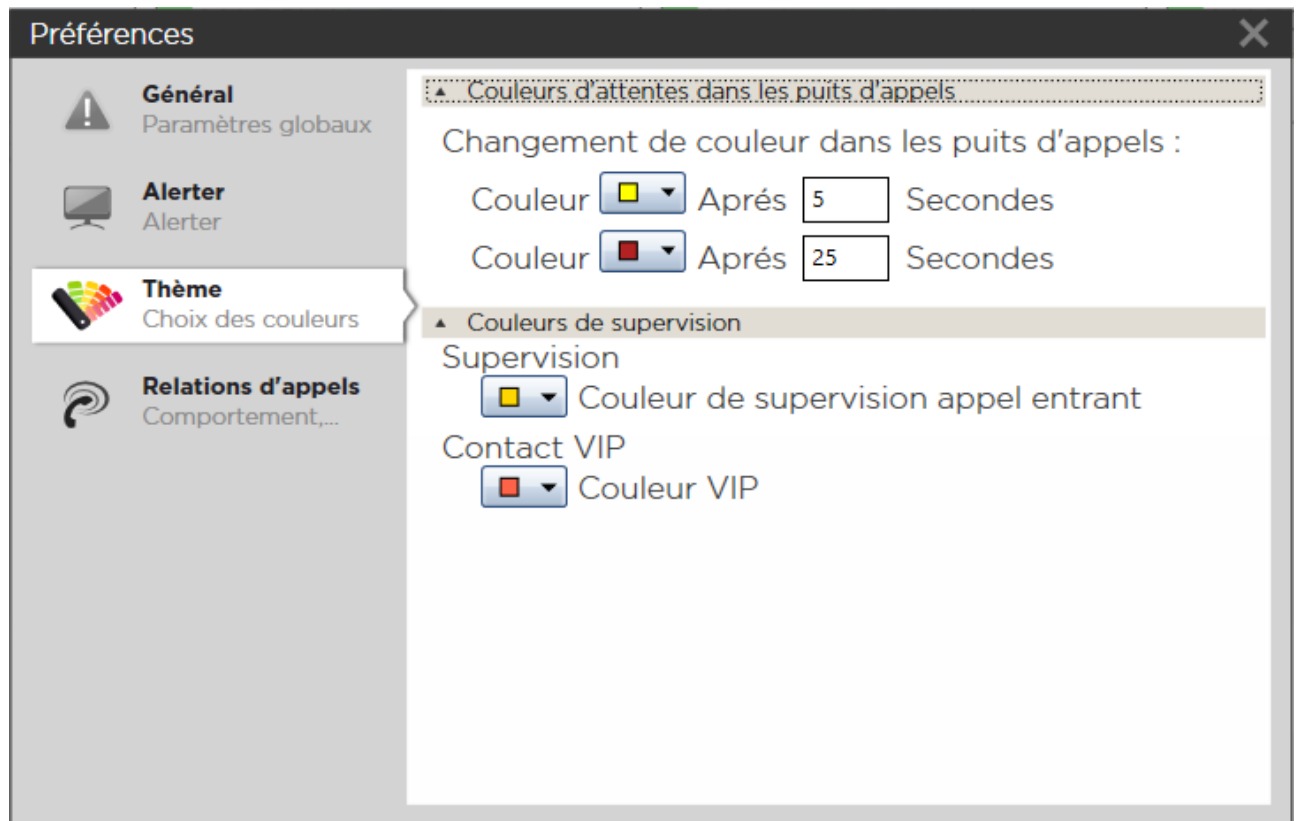 Préférences
Général
Paramètres globaux
Alerter
Alerter
Thème
Choix des couleurs
Relations d'appels
Comportement,...
Couleurs d'attentes dans les puits d'appels
Changement de couleur dans les puits d'appels :
Couleur Aprés 5 Secondes
Couleur Aprés 25 Secondes
Couleurs de supervision
Supervision
Couleur de supervision appel entrant
Contact VIP
Couleur VIP